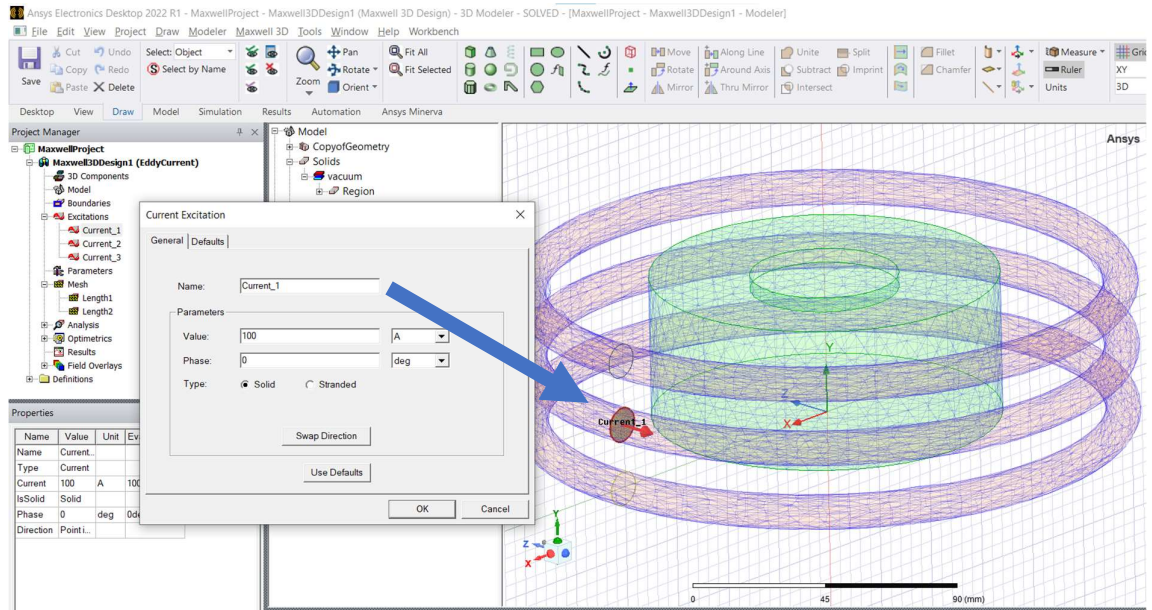 Ansys Electronics Desktop 2022 R1 - MaxwellProject - Maxwell3DDesign1 (Maxwell 3D Design) - 3D Modeler - SOLVED - [MaxwellProject - Maxwell3DDesign1 - Modeler]
File Edit View Project Draw Modeler Maxwell 3D Tools Window Help Workbench
Save
Cut Undo
Copy Redo
Paste Delete
Select: Object
Select by Name
Zoom
Pan
Rotate
Orient
Fit All
Fit Selected
Move Along Line Unite Split Fillet
Rotate Around Axis Subtract Imprint Chamfer
Mirror Thru Mirror Intersect
Measure Grid
Ruler XY
Units 3D
Desktop View Draw Model Simulation Results Automation Ansys Minerva
Project Manager
MaxwellProject
Maxwell3DDesign1 (EddyCurrent)
3D Components
Model
Boundaries
Excitations
Current_1
Current_2
Current_3
Parameters
Mesh
Length1
Length2
Analysis
Optimetrics
Results
Field Overlays
Definitions
Model
CopyofGeometry
Solids
vacuum
Region
Current Excitation
General Defaults
Name: Current_1
Parameters
Value: 100 A
Phase: 0 deg
Type: Solid Stranded
Swap Direction
Use Defaults
OK Cancel
Properties
Name Value Unit Ev
Name Current...
Type Current
Current 100 A 100
IsSolid Solid
Phase 0 deg 0de
Direction Point i...
Ansys
Y
Z
X
Current_1
Y
Z
X
0 45 90 (mm)